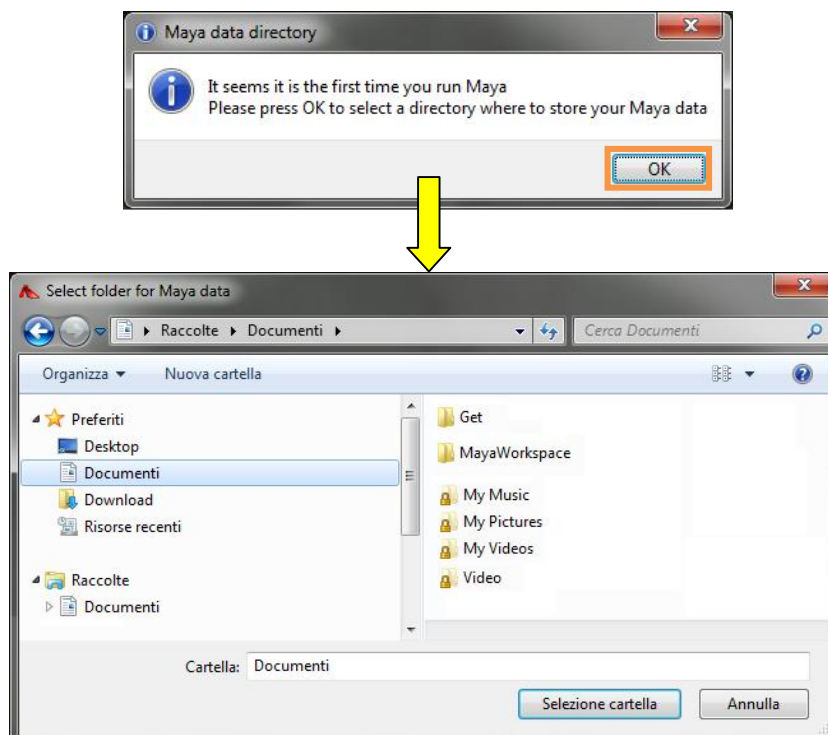 Maya data directory
It seems it is the first time you run Maya
Please press OK to select a directory where to store your Maya data
OK
Select folder for Maya data
Raccolte Documenti
Cerca Documenti
Organizza Nuova cartella
Preferiti
Desktop
Documenti
Download
Risorse recenti
Raccolte
Documenti
Get
MayaWorkspace
My Music
My Pictures
My Videos
Video
Cartella: Documenti
Selezione cartella Annulla